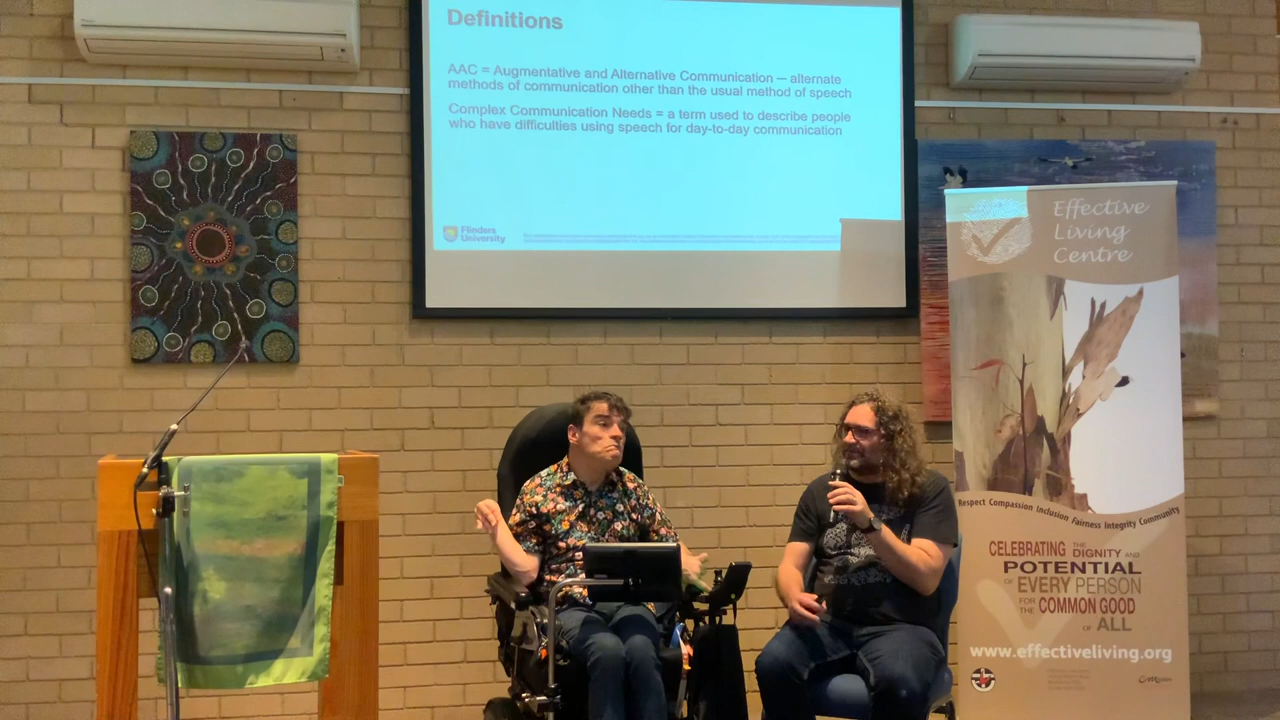 Definitions
AAC = Augmentative and Alternative Communication — alternate
methods of communication other than the usual method of speech
Complex Communication Needs = a term used to describe people
who have difficulties using speech for day-to-day communication
Flinders
University
Effective
Living
Centre
Respect Compassion Inclusion Fairness Integrity Community
CELEBRATING THE DIGNITY AND
POTENTIAL
OF EVERY PERSON
FOR THE COMMON GOOD
OF ALL
www.effectiveliving.org